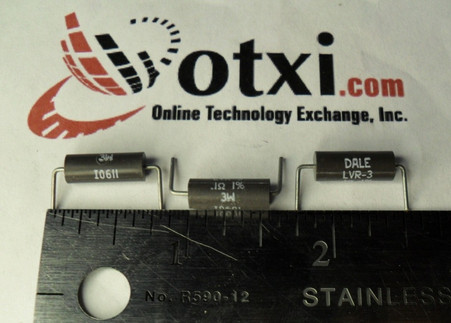 otxi.com
Online Technology Exchange, Inc.
3W
10611
.1Ω 1%
3W
DALE
LVR-3
1
2
No. R590-12
STAINLESS